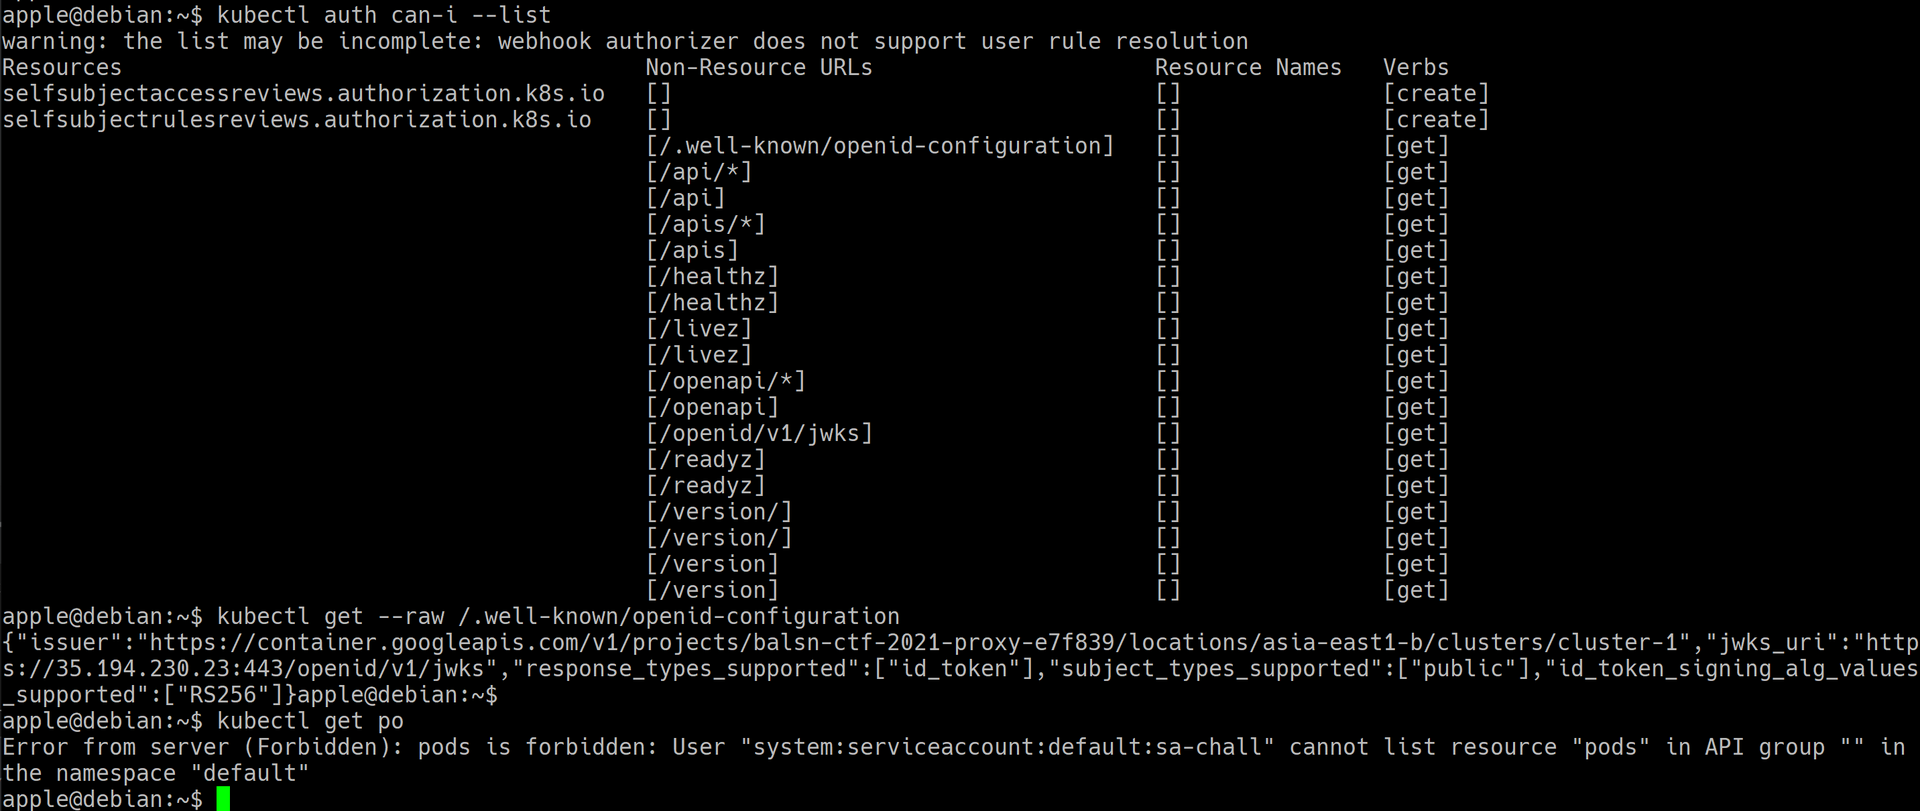 apple@debian:~$ kubectl auth can-i --list
warning: the list may be incomplete: webhook authorizer does not support user rule resolution
Resources Non-Resource URLs Resource Names Verbs
selfsubjectaccessreviews.authorization.k8s.io [] [] [create]
selfsubjectrulesreviews.authorization.k8s.io [] [] [create]
[/.well-known/openid-configuration] [] [get]
[/api/*] [] [get]
[/api] [] [get]
[/apis/*] [] [get]
[/apis] [] [get]
[/healthz] [] [get]
[/healthz] [] [get]
[/livez] [] [get]
[/livez] [] [get]
[/openapi/*] [] [get]
[/openapi] [] [get]
[/openid/v1/jwks] [] [get]
[/readyz] [] [get]
[/readyz] [] [get]
[/version/] [] [get]
[/version/] [] [get]
[/version] [] [get]
[/version] [] [get]
apple@debian:~$ kubectl get --raw /.well-known/openid-configuration
{"issuer":"https://container.googleapis.com/v1/projects/balsn-ctf-2021-proxy-e7f839/locations/asia-east1-b/clusters/cluster-1","jwks_uri":"http
s://35.194.230.23:443/openid/v1/jwks","response_types_supported":["id_token"],"subject_types_supported":["public"],"id_token_signing_alg_values
_supported":["RS256"]}apple@debian:~$
apple@debian:~$ kubectl get po
Error from server (Forbidden): pods is forbidden: User "system:serviceaccount:default:sa-chall" cannot list resource "pods" in API group "" in
the namespace "default"
apple@debian:~$